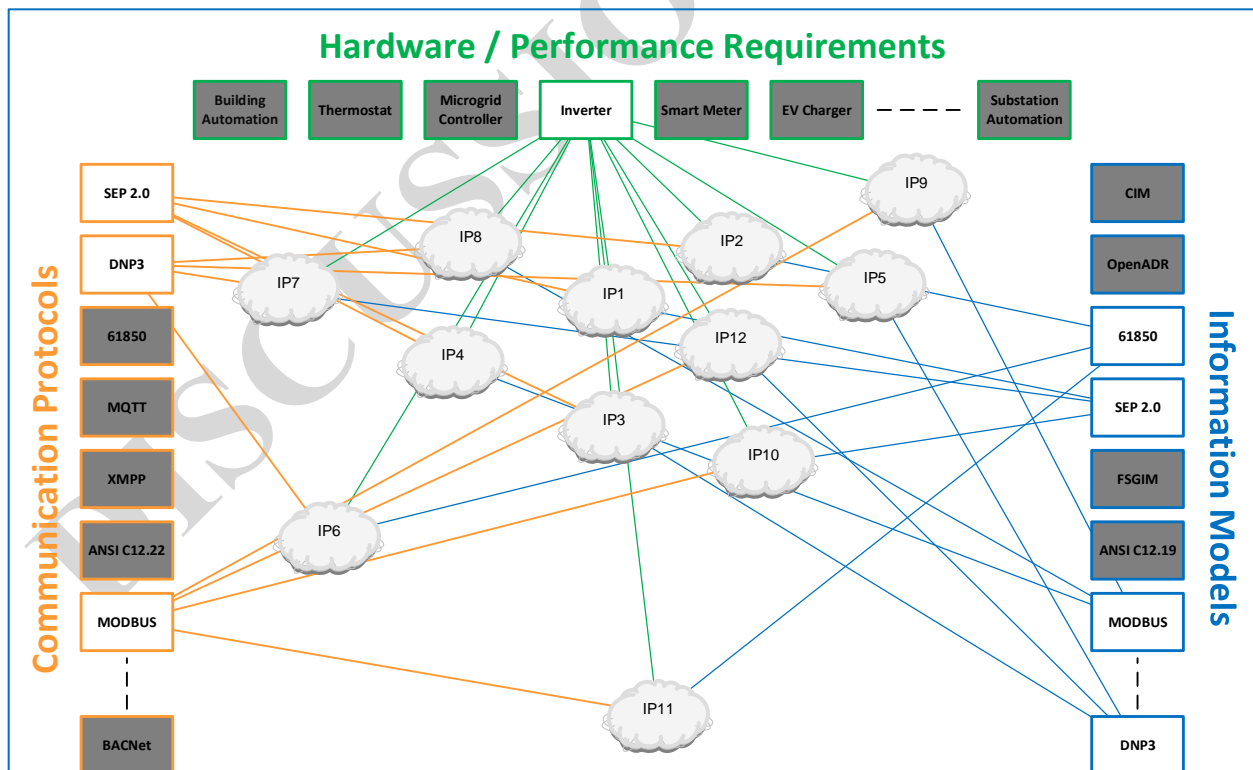 Hardware / Performance Requirements
Building
Automation
Thermostat
Microgrid
Controller
Inverter
Smart Meter
EV Charger
Substation
Automation
Communication Protocols
SEP 2.0
DNP3
61850
MQTT
XMPP
ANSI C12.22
MODBUS
BACNet
IP9
IP8
IP2
IP7
IP1
IP5
IP4
IP12
IP3
IP10
IP6
IP11
Information Models
CIM
OpenADR
61850
SEP 2.0
FSGIM
ANSI C12.19
MODBUS
DNP3
DISCUSSIO